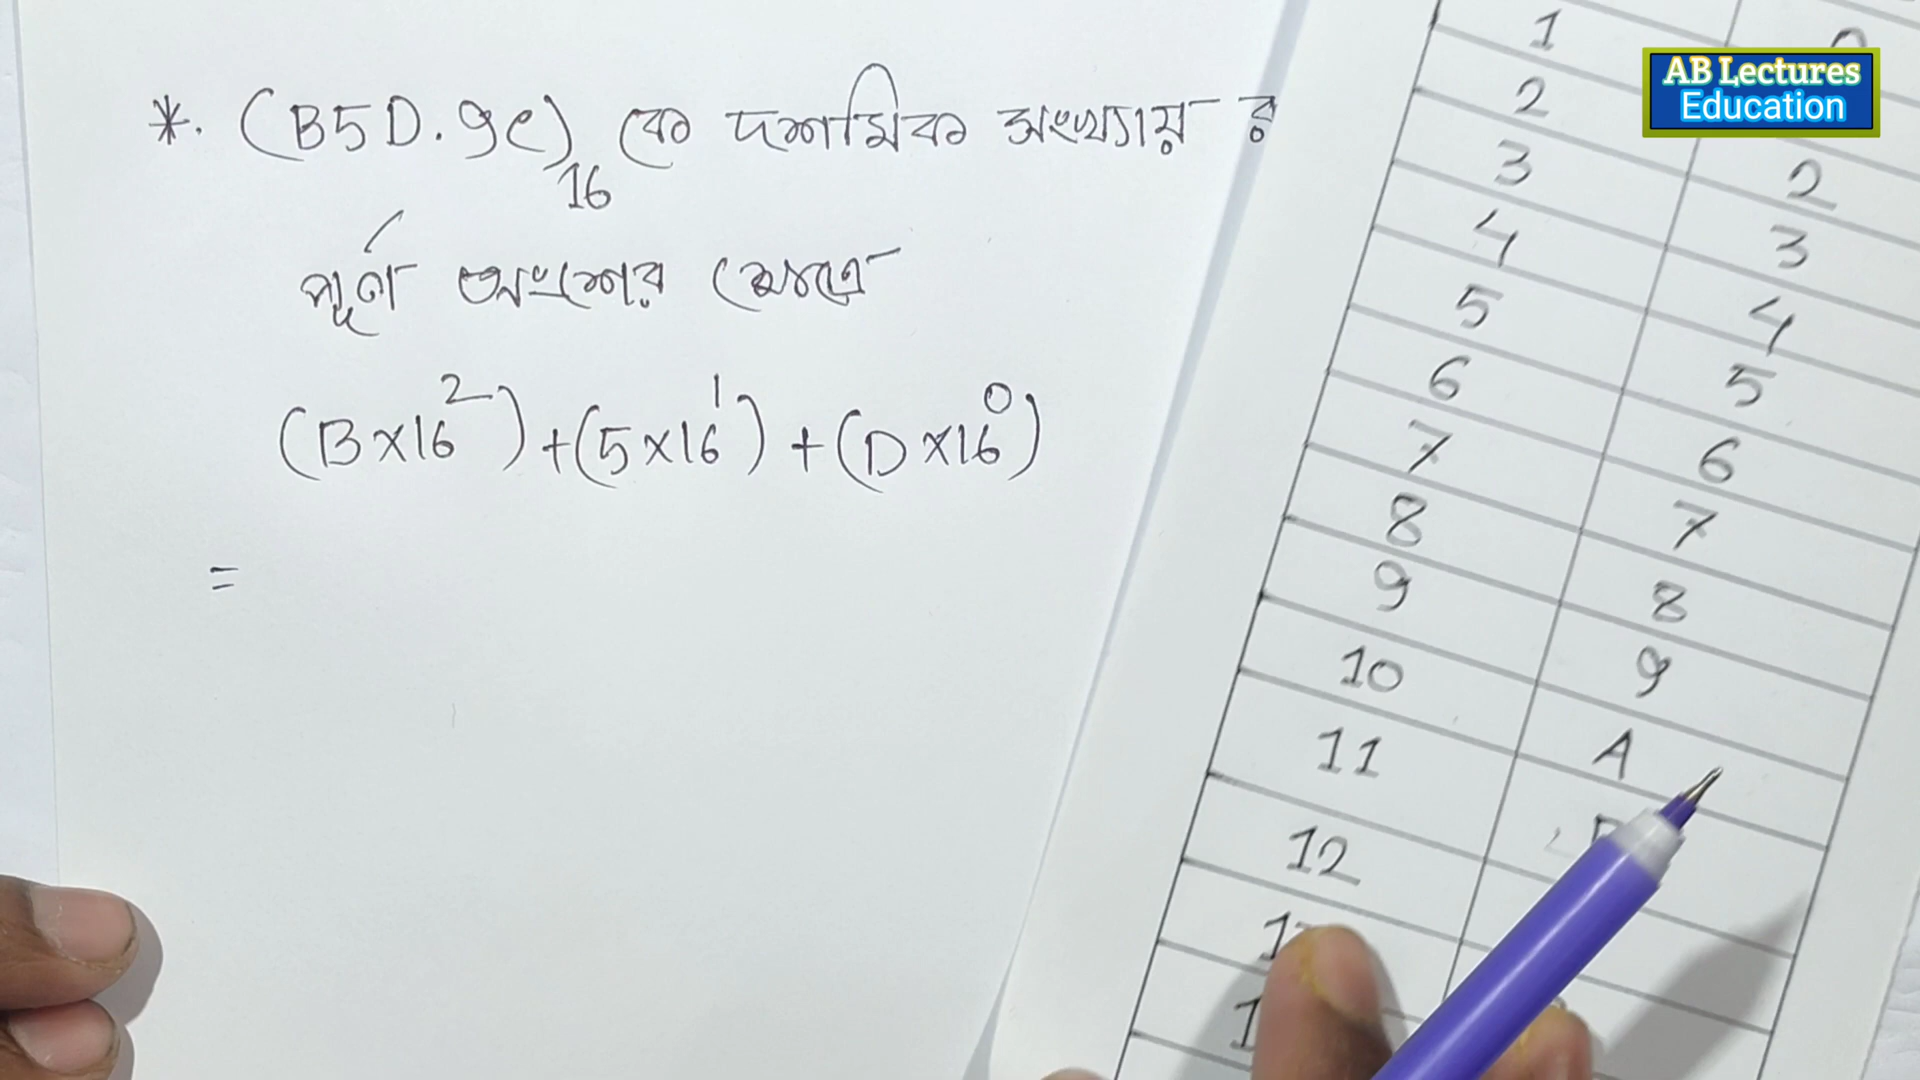 *. (B5D.9C)16 কে দশমিক সংখ্যায় র
পূর্ণ অংশের ক্ষেত্রে
(B×16²)+(5×16¹)+(D×16⁰)
=
AB Lectures
Education
1
2
3 2
4 3
5 4
6 5
7 6
8 7
9 8
10 9
11 A
12